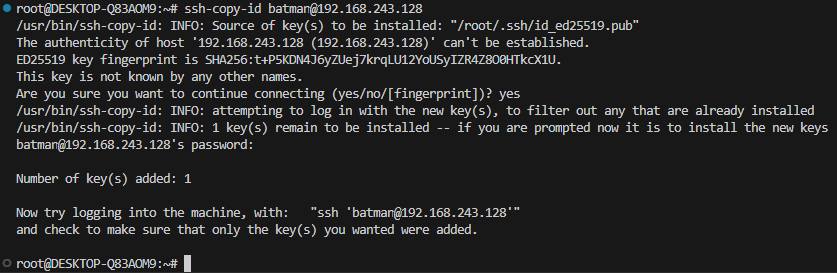 root@DESKTOP-Q83AOM9:~# ssh-copy-id batman@192.168.243.128
/usr/bin/ssh-copy-id: INFO: Source of key(s) to be installed: "/root/.ssh/id_ed25519.pub"
The authenticity of host '192.168.243.128 (192.168.243.128)' can't be established.
ED25519 key fingerprint is SHA256:t+P5KDN4J6yZUej7krqLU12YoUSyIZR4Z8O0HTkcX1U.
This key is not known by any other names.
Are you sure you want to continue connecting (yes/no/[fingerprint])? yes
/usr/bin/ssh-copy-id: INFO: attempting to log in with the new key(s), to filter out any that are already installed
/usr/bin/ssh-copy-id: INFO: 1 key(s) remain to be installed -- if you are prompted now it is to install the new keys
batman@192.168.243.128's password:
Number of key(s) added: 1
Now try logging into the machine, with:   "ssh 'batman@192.168.243.128'"
and check to make sure that only the key(s) you wanted were added.
root@DESKTOP-Q83AOM9:~#